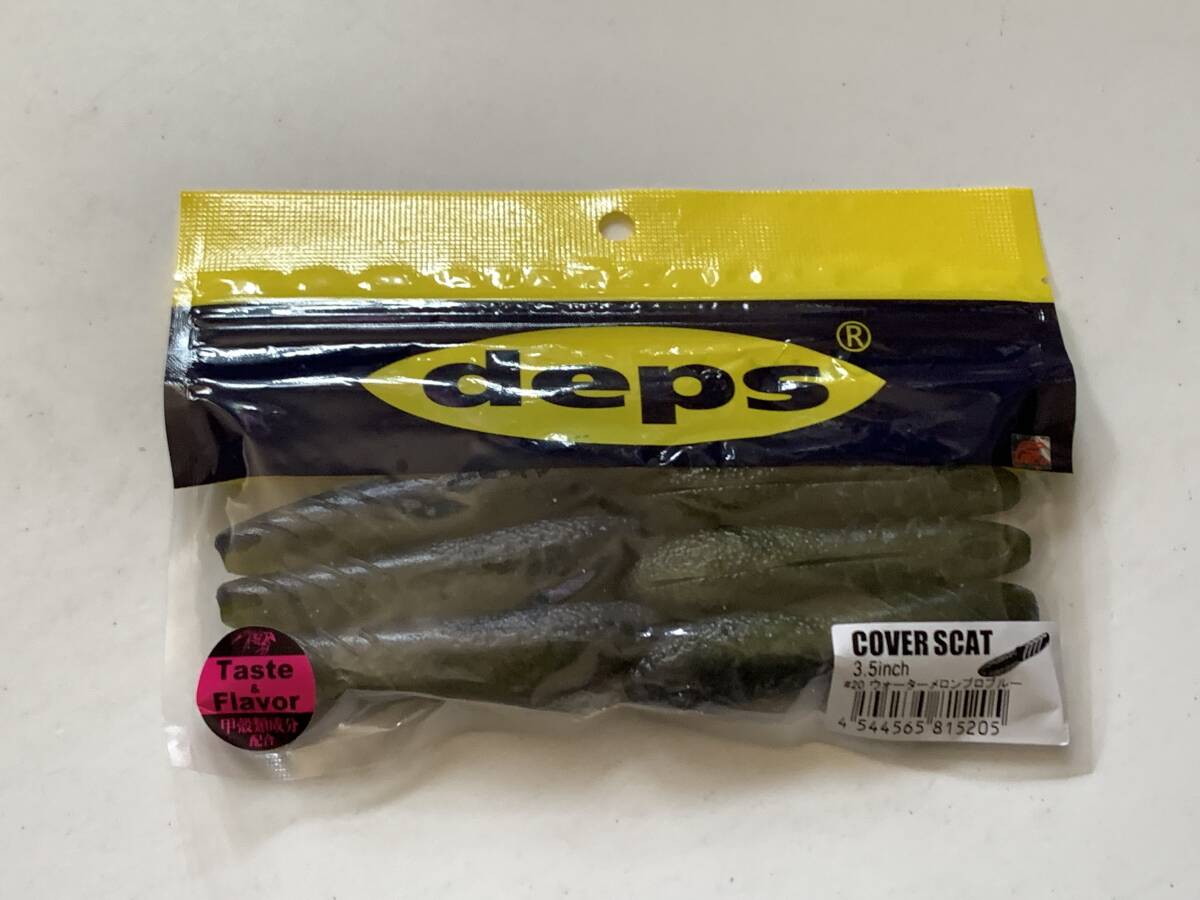 deps®
Taste
&
Flavor
甲殻類成分
配合
COVER SCAT
3.5inch
#20 ウォーターメロンプロブルー
4 544565 815205